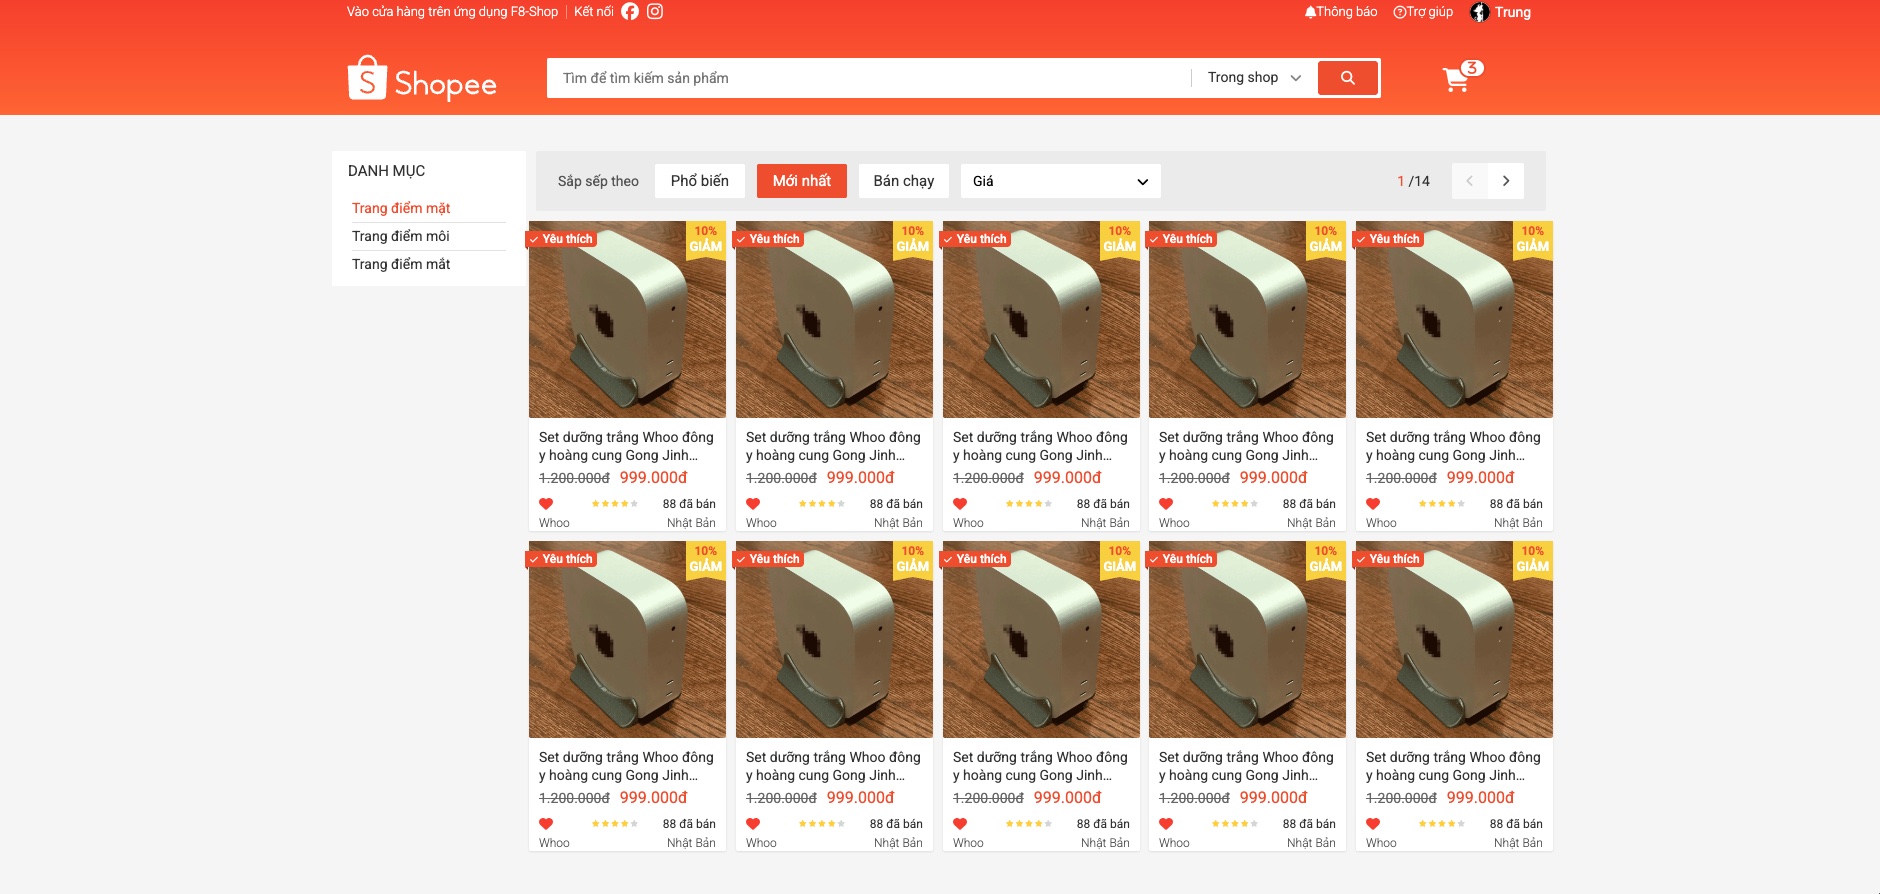 Vào cửa hàng trên ứng dụng F8-Shop Kết nối Thông báo Trợ giúp Trung
S Shopee Tìm để tìm kiếm sản phẩm Trong shop 3
DANH MỤC
Trang điểm mặt
Trang điểm môi
Trang điểm mắt
Sắp sếp theo Phổ biến Mới nhất Bán chạy Giá 1 /14
Yêu thích 10% Yêu thích 10% Yêu thích 10% Yêu thích 10% Yêu thích 10%
GIẢM GIẢM GIẢM GIẢM GIẢM
Set dưỡng trắng Whoo đông Set dưỡng trắng Whoo đông Set dưỡng trắng Whoo đông Set dưỡng trắng Whoo đông Set dưỡng trắng Whoo đông
y hoàng cung Gong Jinh... y hoàng cung Gong Jinh... y hoàng cung Gong Jinh... y hoàng cung Gong Jinh... y hoàng cung Gong Jinh...
1.200.000đ 999.000đ 1.200.000đ 999.000đ 1.200.000đ 999.000đ 1.200.000đ 999.000đ 1.200.000đ 999.000đ
88 đã bán 88 đã bán 88 đã bán 88 đã bán 88 đã bán
Whoo Nhật Bản Whoo Nhật Bản Whoo Nhật Bản Whoo Nhật Bản Whoo Nhật Bản
Yêu thích 10% Yêu thích 10% Yêu thích 10% Yêu thích 10% Yêu thích 10%
GIẢM GIẢM GIẢM GIẢM GIẢM
Set dưỡng trắng Whoo đông Set dưỡng trắng Whoo đông Set dưỡng trắng Whoo đông Set dưỡng trắng Whoo đông Set dưỡng trắng Whoo đông
y hoàng cung Gong Jinh... y hoàng cung Gong Jinh... y hoàng cung Gong Jinh... y hoàng cung Gong Jinh... y hoàng cung Gong Jinh...
1.200.000đ 999.000đ 1.200.000đ 999.000đ 1.200.000đ 999.000đ 1.200.000đ 999.000đ 1.200.000đ 999.000đ
88 đã bán 88 đã bán 88 đã bán 88 đã bán 88 đã bán
Whoo Nhật Bản Whoo Nhật Bản Whoo Nhật Bản Whoo Nhật Bản Whoo Nhật Bản